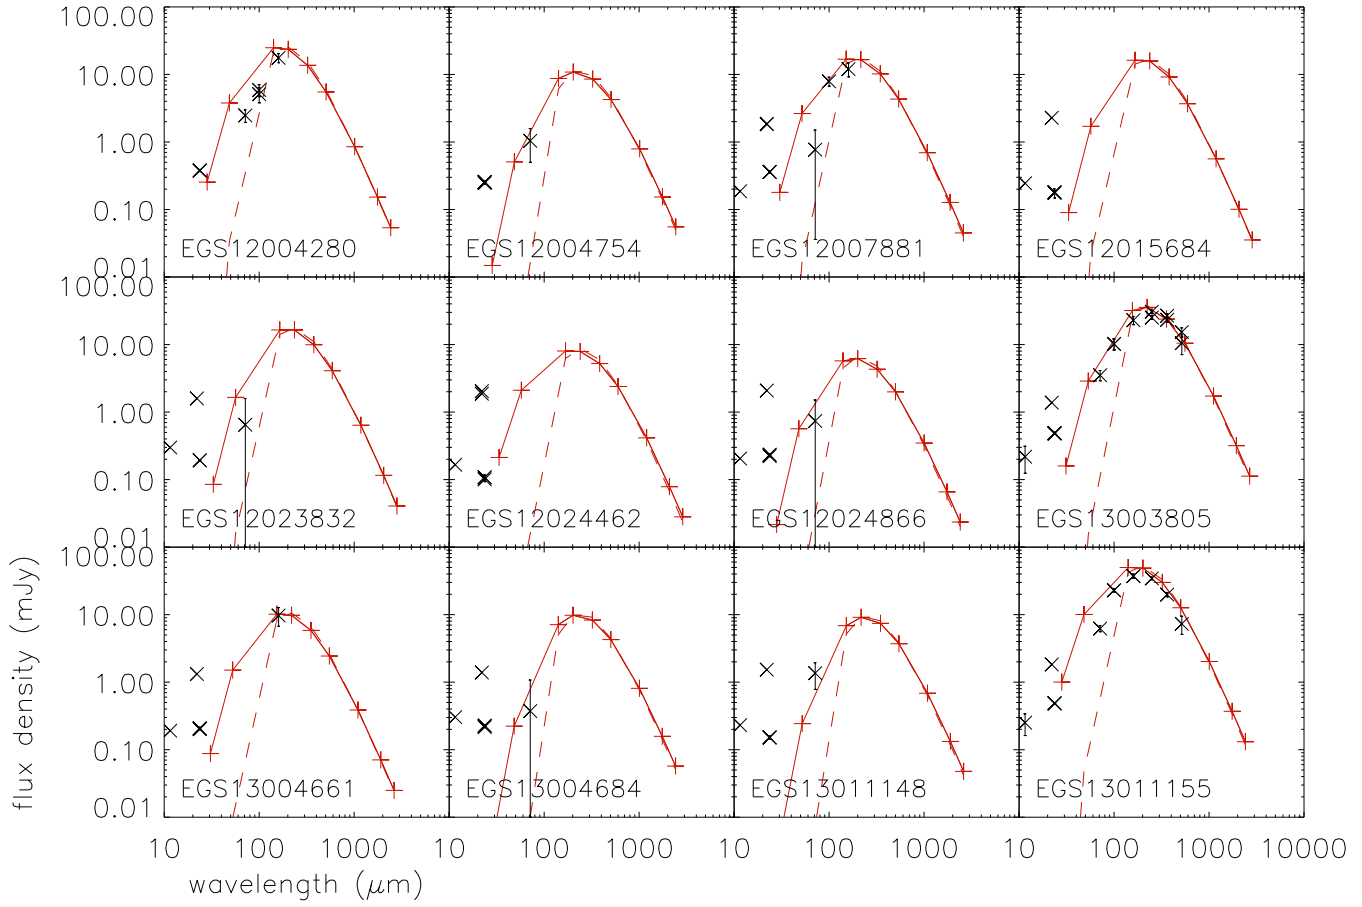 100.00
10.00
1.00
0.10
0.01
EGS12004280
EGS12004754
EGS12007881
EGS12015684
100.00
10.00
1.00
0.10
0.01
EGS12023832
EGS12024462
EGS12024866
EGS13003805
100.00
10.00
1.00
0.10
0.01
EGS13004661
EGS13004684
EGS13011148
EGS13011155
flux density (mJy)
10 100 1000 10 100 1000 10 100 1000 10 100 1000 10000
wavelength (μm)